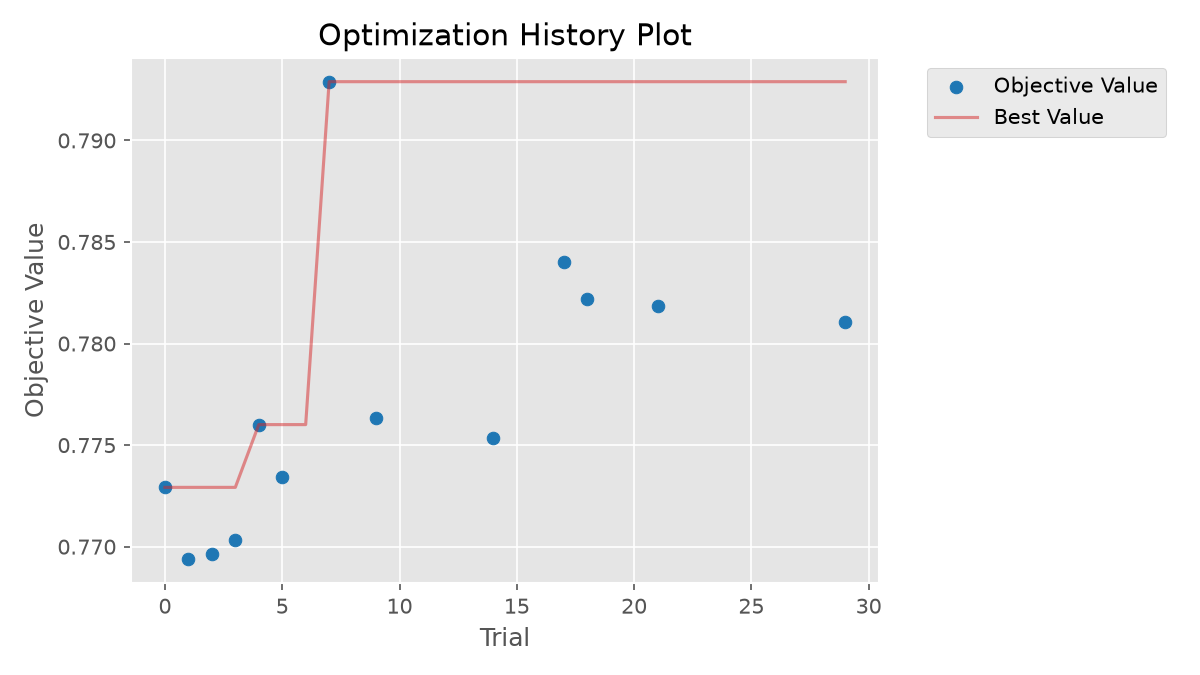 Optimization History Plot
Objective Value
Best Value
0.790
0.785
0.780
0.775
0.770
Objective Value
0 5 10 15 20 25 30
Trial